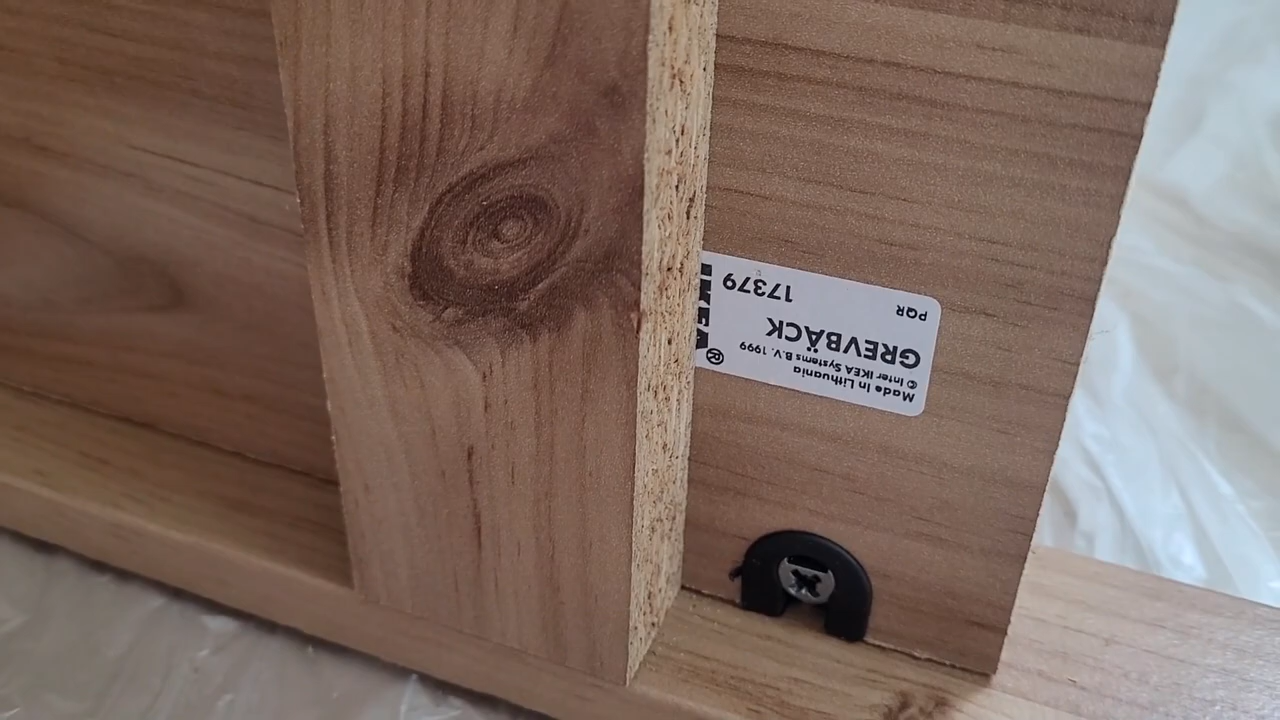 Made in Lithuania
© Inter IKEA Systems B.V. 1999
GREVBÄCK
PQR
17379
IKEA
®